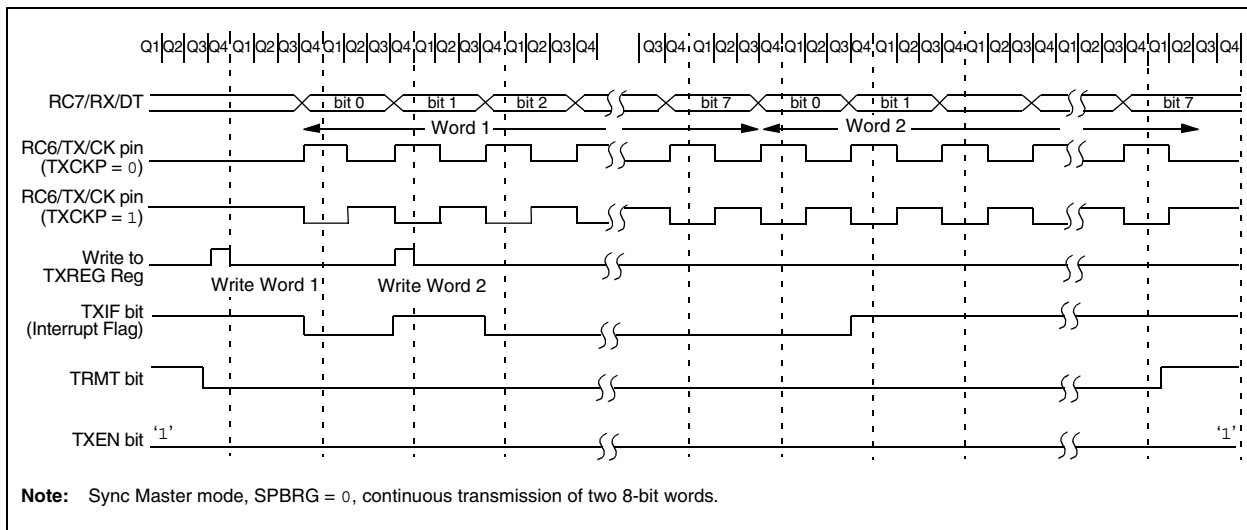 Q1 Q2 Q3 Q4 Q1 Q2 Q3 Q4 Q1 Q2 Q3 Q4 Q1 Q2 Q3 Q4 Q1 Q2 Q3 Q4 Q3 Q4 Q1 Q2 Q3 Q4 Q1 Q2 Q3 Q4 Q1 Q2 Q3 Q4 Q1 Q2 Q3 Q4 Q1 Q2 Q3 Q4 Q1 Q2 Q3 Q4
RC7/RX/DT bit 0 bit 1 bit 2 bit 7 bit 0 bit 1 bit 7
Word 1 Word 2
RC6/TX/CK pin
(TXCKP = 0)
RC6/TX/CK pin
(TXCKP = 1)
Write to
TXREG Reg
Write Word 1 Write Word 2
TXIF bit
(Interrupt Flag)
TRMT bit
TXEN bit ‘1’ ‘1’
Note: Sync Master mode, SPBRG = 0, continuous transmission of two 8-bit words.